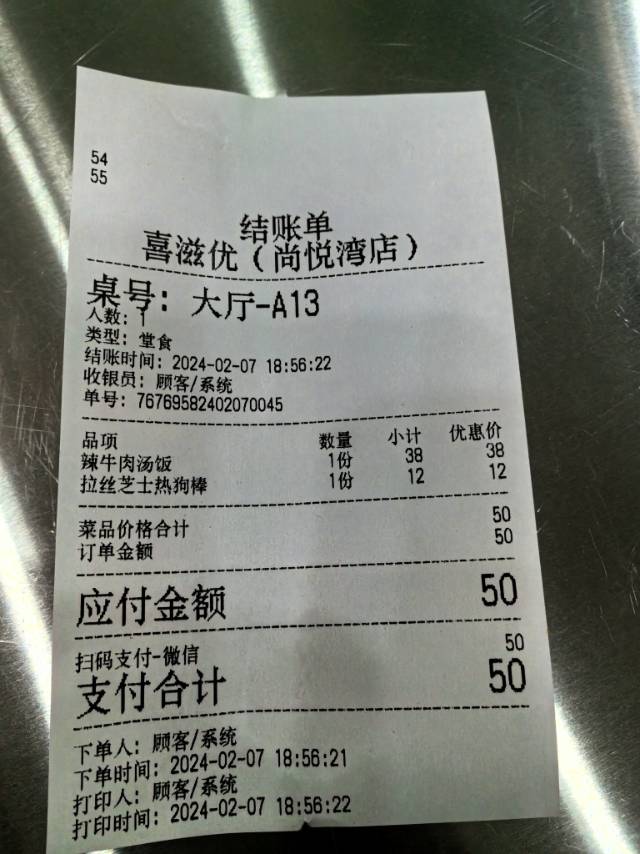 54
55
结账单
喜滋优（尚悦湾店）
桌号：大厅-A13
人数：1
类型：堂食
结账时间：2024-02-07 18:56:22
收银员：顾客/系统
单号：76769582402070045
品项 数量 小计 优惠价
辣牛肉汤饭 1份 38 38
拉丝芝士热狗棒 1份 12 12
菜品价格合计 50
订单金额 50
应付金额 50
扫码支付-微信 50
支付合计 50
下单人：顾客/系统
下单时间：2024-02-07 18:56:21
打印人：顾客/系统
打印时间：2024-02-07 18:56:22